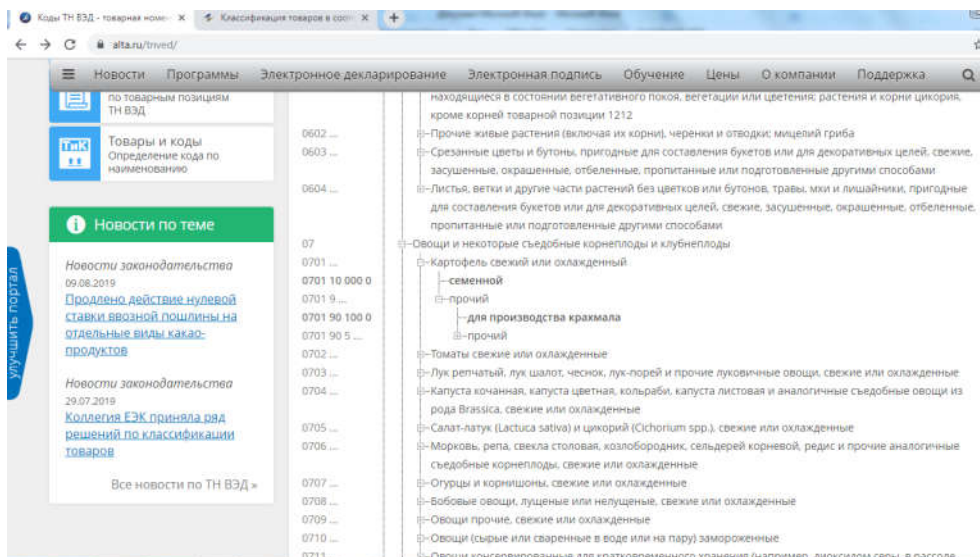 Коды ТН ВЭД - товарная номен
Классификация товаров в соот
alta.ru/tnved/
Новости Программы Электронное декларирование Электронная подпись Обучение Цены О компании Поддержка
по товарным позициям
ТН ВЭД
Товары и коды
Определение кода по
наименованию
Новости по теме
Новости законодательства
09.08.2019
Продлено действие нулевой
ставки ввозной пошлины на
отдельные виды какао-
продуктов
Новости законодательства
29.07.2019
Коллегия ЕЭК приняла ряд
решений по классификации
товаров
Все новости по ТН ВЭД »
улучшить портал
находящиеся в состоянии вегетативного покоя, вегетации или цветения; растения и корни цикория,
кроме корней товарной позиции 1212
0602 ... Прочие живые растения (включая их корни), черенки и отводки; мицелий гриба
0603 ... Срезанные цветы и бутоны, пригодные для составления букетов или для декоративных целей, свежие,
засушенные, окрашенные, отбеленные, пропитанные или подготовленные другими способами
0604 ... Листья, ветки и другие части растений без цветков или бутонов, травы, мхи и лишайники, пригодные
для составления букетов или для декоративных целей, свежие, засушенные, окрашенные, отбеленные,
пропитанные или подготовленные другими способами
07 Овощи и некоторые съедобные корнеплоды и клубнеплоды
0701 ... Картофель свежий или охлажденный
0701 10 000 0 семенной
0701 9 ... прочий
0701 90 100 0 для производства крахмала
0701 90 5 ... прочий
0702 ... Томаты свежие или охлажденные
0703 ... Лук репчатый, лук шалот, чеснок, лук-порей и прочие луковичные овощи, свежие или охлажденные
0704 ... Капуста кочанная, капуста цветная, кольраби, капуста листовая и аналогичные съедобные овощи из
рода Brassica, свежие или охлажденные
0705 ... Салат-латук (Lactuca sativa) и цикорий (Cichorium spp.), свежие или охлажденные
0706 ... Морковь, репа, свекла столовая, козлобородник, сельдерей корневой, редис и прочие аналогичные
съедобные корнеплоды, свежие или охлажденные
0707 ... Огурцы и корнишоны, свежие или охлажденные
0708 ... Бобовые овощи, лущеные или нелущеные, свежие или охлажденные
0709 ... Овощи прочие, свежие или охлажденные
0710 ... Овощи (сырые или сваренные в воде или на пару) замороженные
0711 ... Овощи консервированные для кратковременного хранения (например, диоксидом серы, в рассоле,